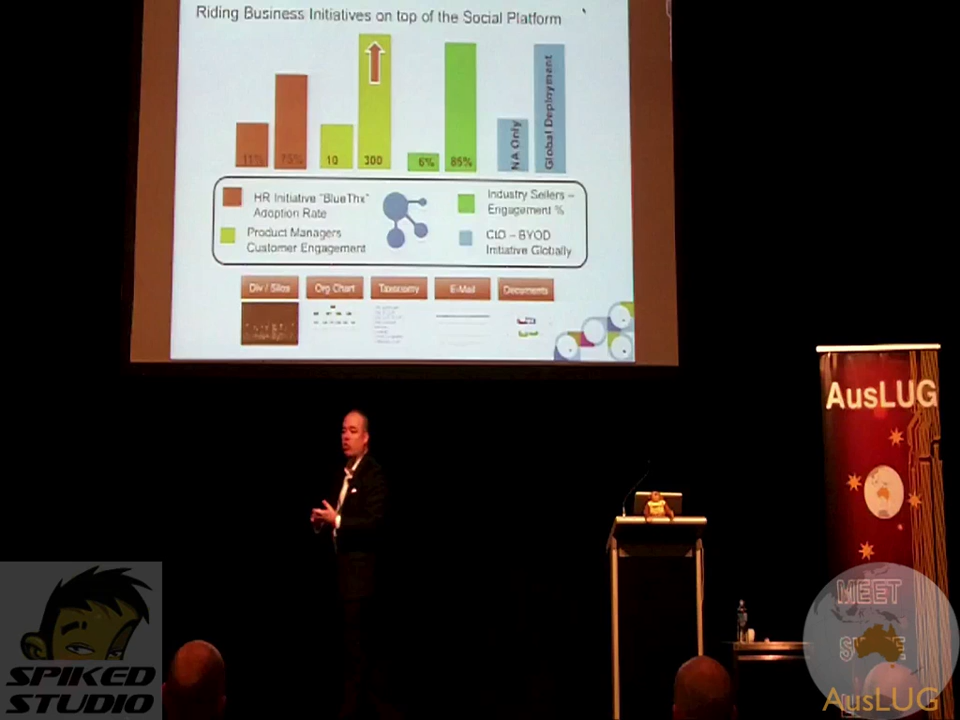 Riding Business Initiatives on top of the Social Platform
11%
75%
10
300
6%
85%
NA Only
Global Deployment
HR Initiative "BlueThx"
Adoption Rate
Product Managers
Customer Engagement
Industry Sellers –
Engagement %
CIO – BYOD
Initiative Globally
Div / Silos
Org Chart
Taxonomy
E-Mail
Documents
AusLUG
MEET
SPIKED
STUDIO
AusLUG